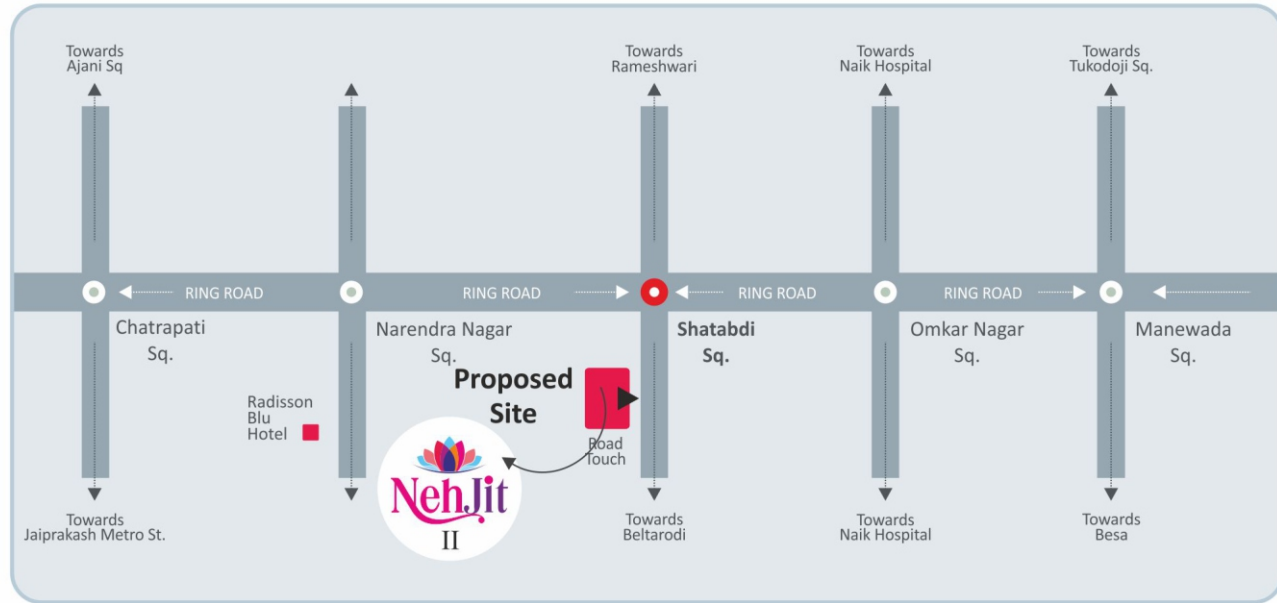 Towards
Ajani Sq
Towards
Rameshwari
Towards
Naik Hospital
Towards
Tukodoji Sq.
RING ROAD
RING ROAD
RING ROAD
RING ROAD
Chatrapati
Sq.
Narendra Nagar
Sq.
Shatabdi
Sq.
Omkar Nagar
Sq.
Manewada
Sq.
Proposed
Site
Radisson
Blu
Hotel
Road
Touch
NehJit
II
Towards
Jaiprakash Metro St.
Towards
Beltarodi
Towards
Naik Hospital
Towards
Besa